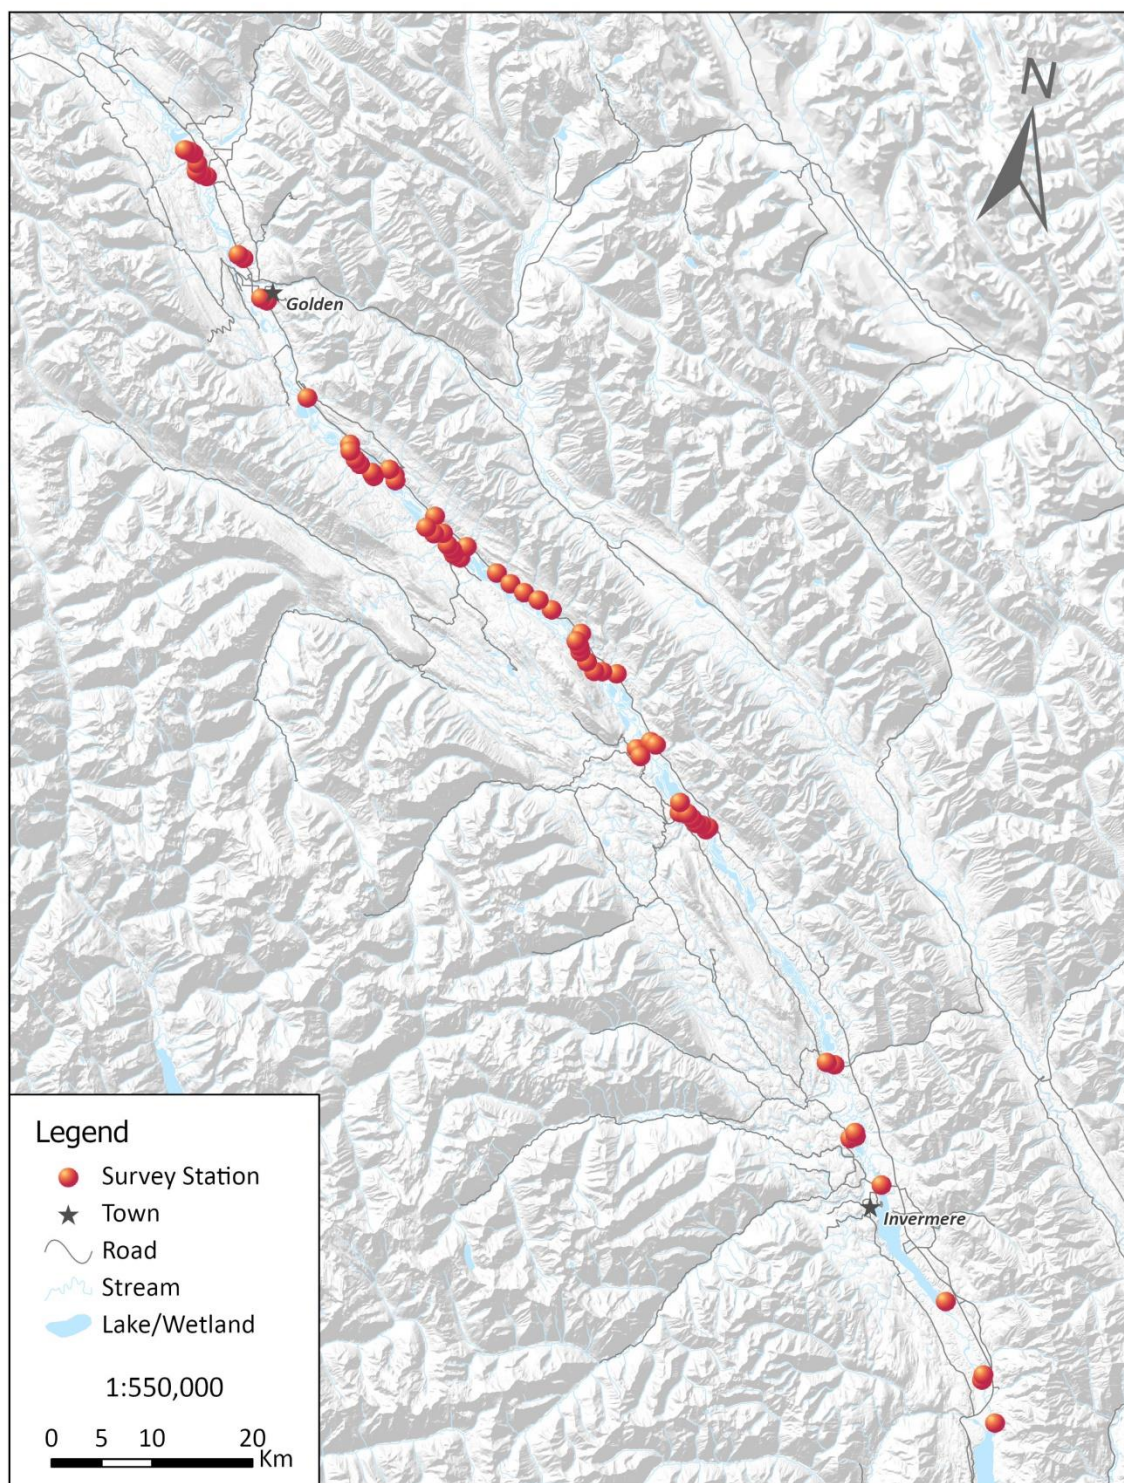 N
Golden
Invermere
Legend
Survey Station
Town
Road
Stream
Lake/Wetland
1:550,000
0 5 10 20
Km